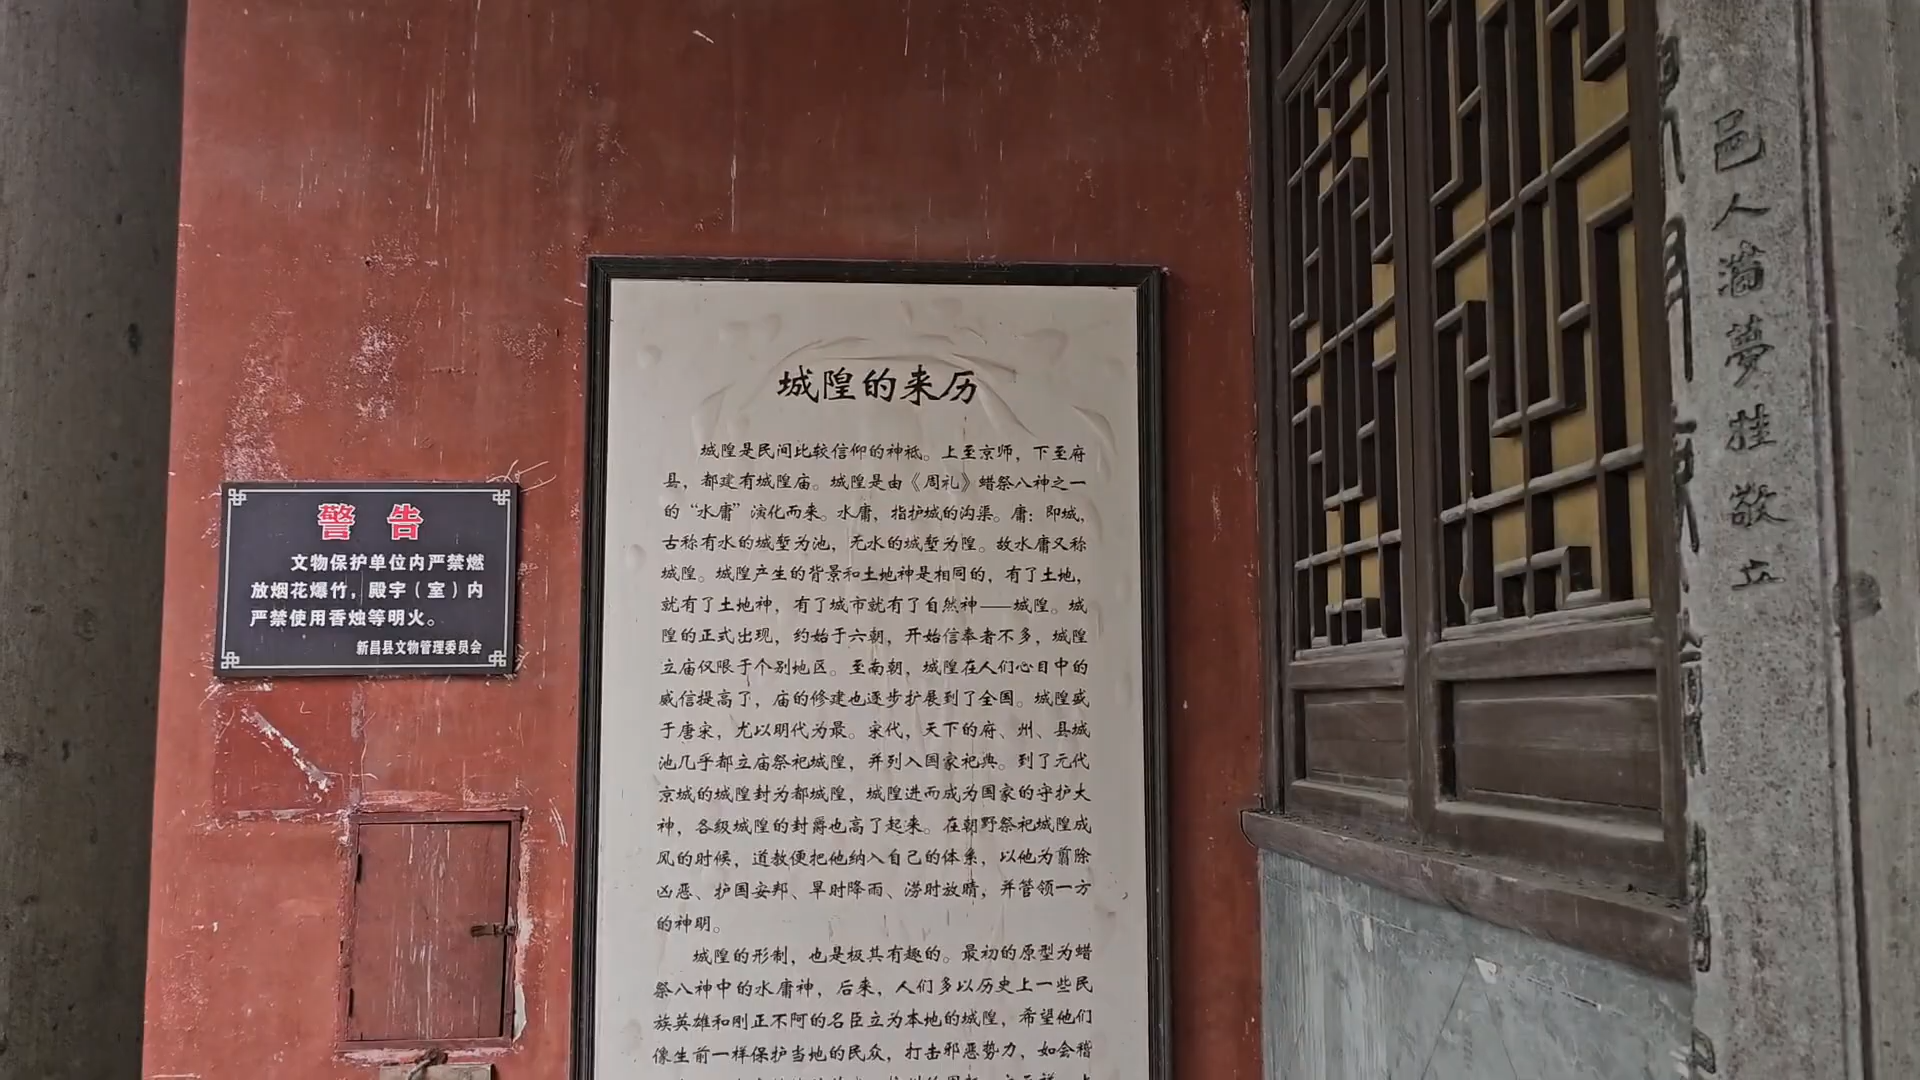 警告
文物保护单位内严禁燃
放烟花爆竹，殿宇（室）内
严禁使用香烛等明火。
新昌县文物管理委员会
城隍的来历
城隍是民间比较信仰的神祗。上至京师，下至府
县，都建有城隍庙。城隍是由《周礼》蜡祭八神之一
的“水庸”演化而来。水庸，指护城的沟渠。庸：即城，
古称有水的城堑为池，无水的城堑为隍。故水庸又称
城隍。城隍产生的背景和土地神是相同的，有了土地，
就有了土地神，有了城市就有了自然神——城隍。城
隍的正式出现，约始于六朝，开始信奉者不多，城隍
立庙仅限于个别地区。至南朝，城隍在人们心目中的
威信提高了，庙的修建也逐步扩展到了全国。城隍盛
于唐宋，尤以明代为最。宋代，天下的府、州、县城
池几乎都立庙祭祀城隍，并列入国家祀典。到了元代
京城的城隍封为都城隍，城隍进而成为国家的守护大
神，各级城隍的封爵也高了起来。在朝野祭祀城隍成
风的时候，道教便把他纳入自己的体系，以他为翦除
凶恶、护国安邦、旱时降雨、涝时放晴，并管领一方
的神明。
城隍的形制，也是极其有趣的。最初的原型为蜡
祭八神中的水庸神，后来，人们多以历史上一些民
族英雄和刚正不阿的名臣立为本地的城隍，希望他们
像生前一样保护当地的民众，打击邪恶势力，如会稽
邑人潘夢桂敬立